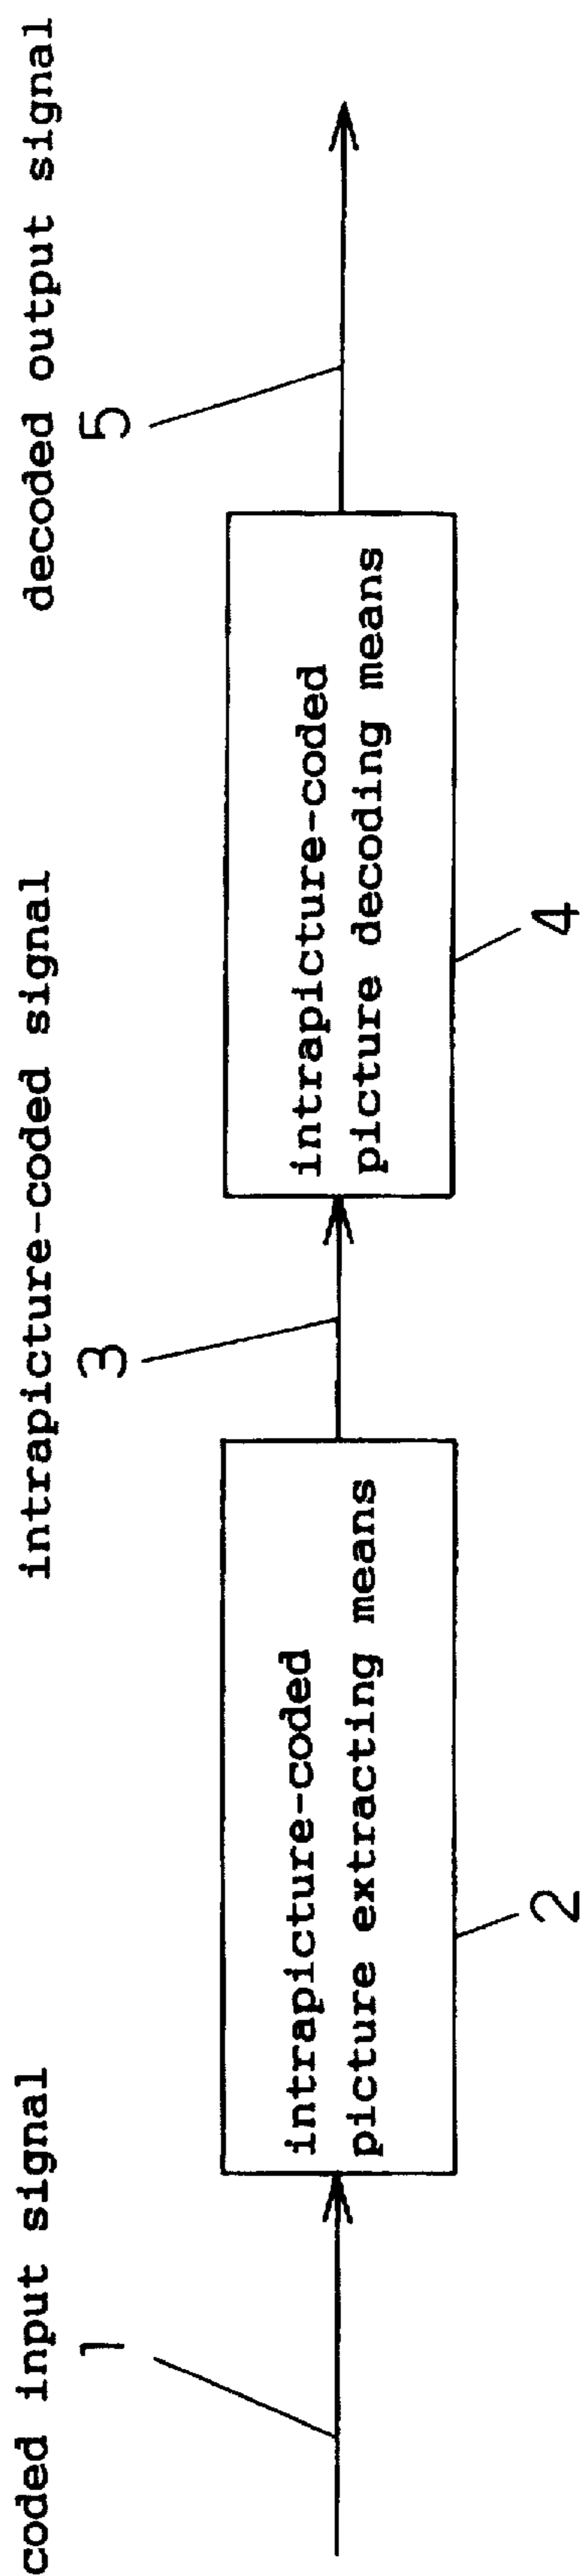 coded input signal
1
intrapicture-coded
picture extracting means
2
intrapicture-coded signal
3
intrapicture-coded
picture decoding means
4
decoded output signal
5